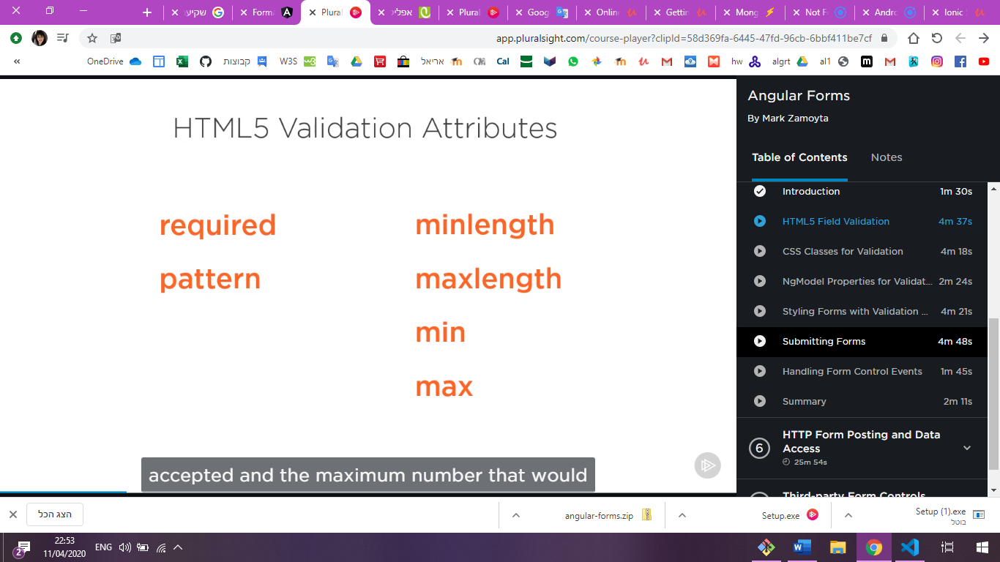 שקיעו
Form
Plural
אפליכ
Plural
Goog
Online
Gettin
Mong
Not F
Andro
Ionic
app.pluralsight.com/course-player?clipId=58d369fa-6445-47fd-96cb-6bbf411be7cf
«
OneDrive
קבוצות
W3S
אריאל
Cal
hw
algrt
al1
HTML5 Validation Attributes
required
minlength
pattern
maxlength
min
max
accepted and the maximum number that would
Angular Forms
By Mark Zamoyta
Table of Contents
Notes
Introduction 1m 30s
HTML5 Field Validation 4m 37s
CSS Classes for Validation 4m 18s
NgModel Properties for Validat... 2m 24s
Styling Forms with Validation ... 4m 21s
Submitting Forms 4m 48s
Handling Form Control Events 1m 45s
Summary 2m 11s
6
HTTP Form Posting and Data
Access
25m 54s
Third-party Form Controls
הצג הכל
angular-forms.zip
Setup.exe
Setup (1).exe
בוטל
2
22:53
11/04/2020
ENG